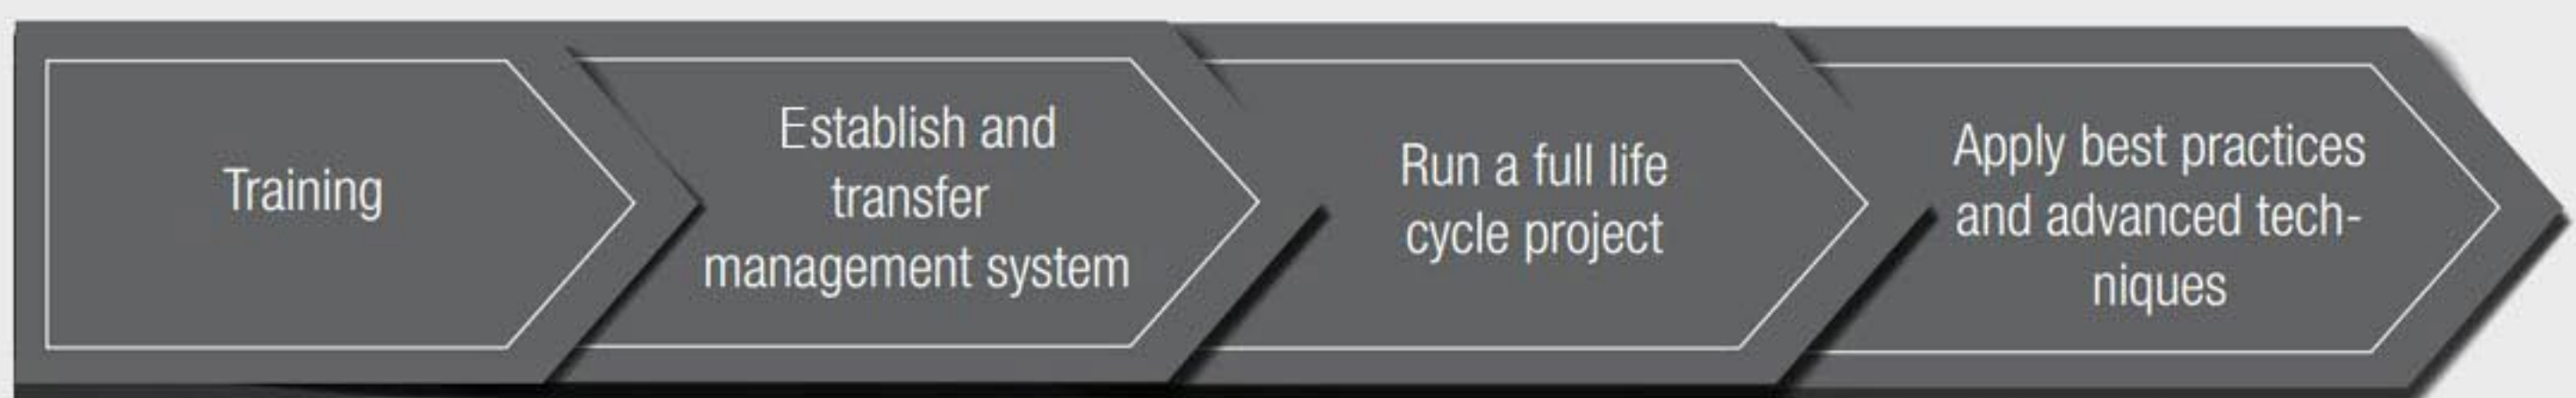 Training
Establish and
transfer
management system
Run a full life
cycle project
Apply best practices
and advanced tech-
niques